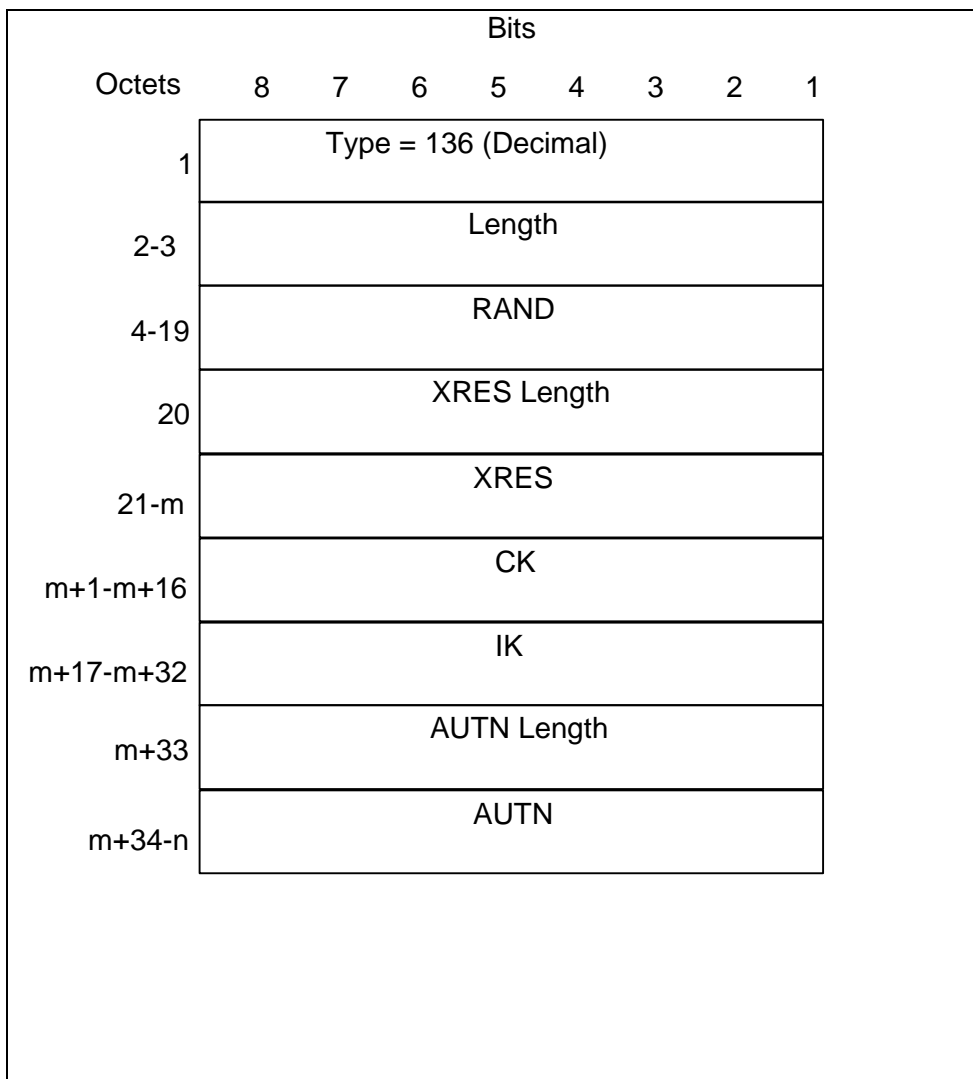 Bits
Octets 8 7 6 5 4 3 2 1
1 Type = 136 (Decimal)
2-3 Length
4-19 RAND
20 XRES Length
21-m XRES
m+1-m+16 CK
m+17-m+32 IK
m+33 AUTN Length
m+34-n AUTN